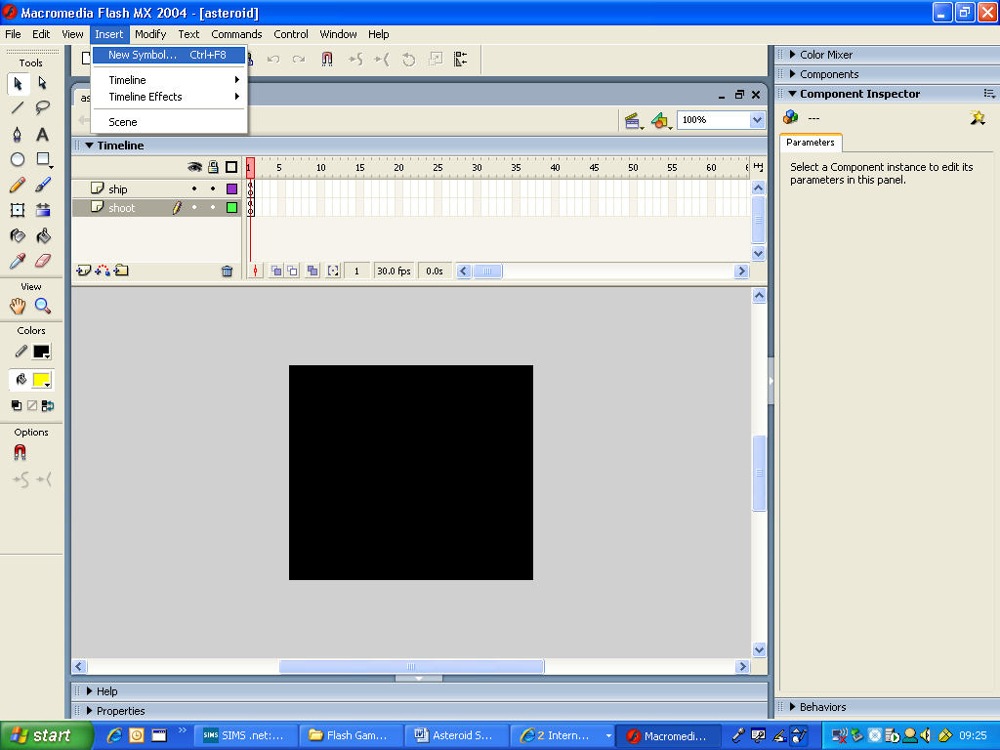 Macromedia Flash MX 2004 - [asteroid]
File Edit View Insert Modify Text Commands Control Window Help
New Symbol... Ctrl+F8
Timeline
Timeline Effects
Scene
Tools
View
Colors
Options
as
100%
Timeline
1 5 10 15 20 25 30 35 40 45 50 55 60
ship
shoot
1 30.0 fps 0.0s
Help
Properties
Color Mixer
Components
Component Inspector
---
Parameters
Select a Component instance to edit its
parameters in this panel.
Behaviors
start
SIMS .net:...
Flash Gam...
Asteroid S...
2 Intern...
Macromedi...
09:25